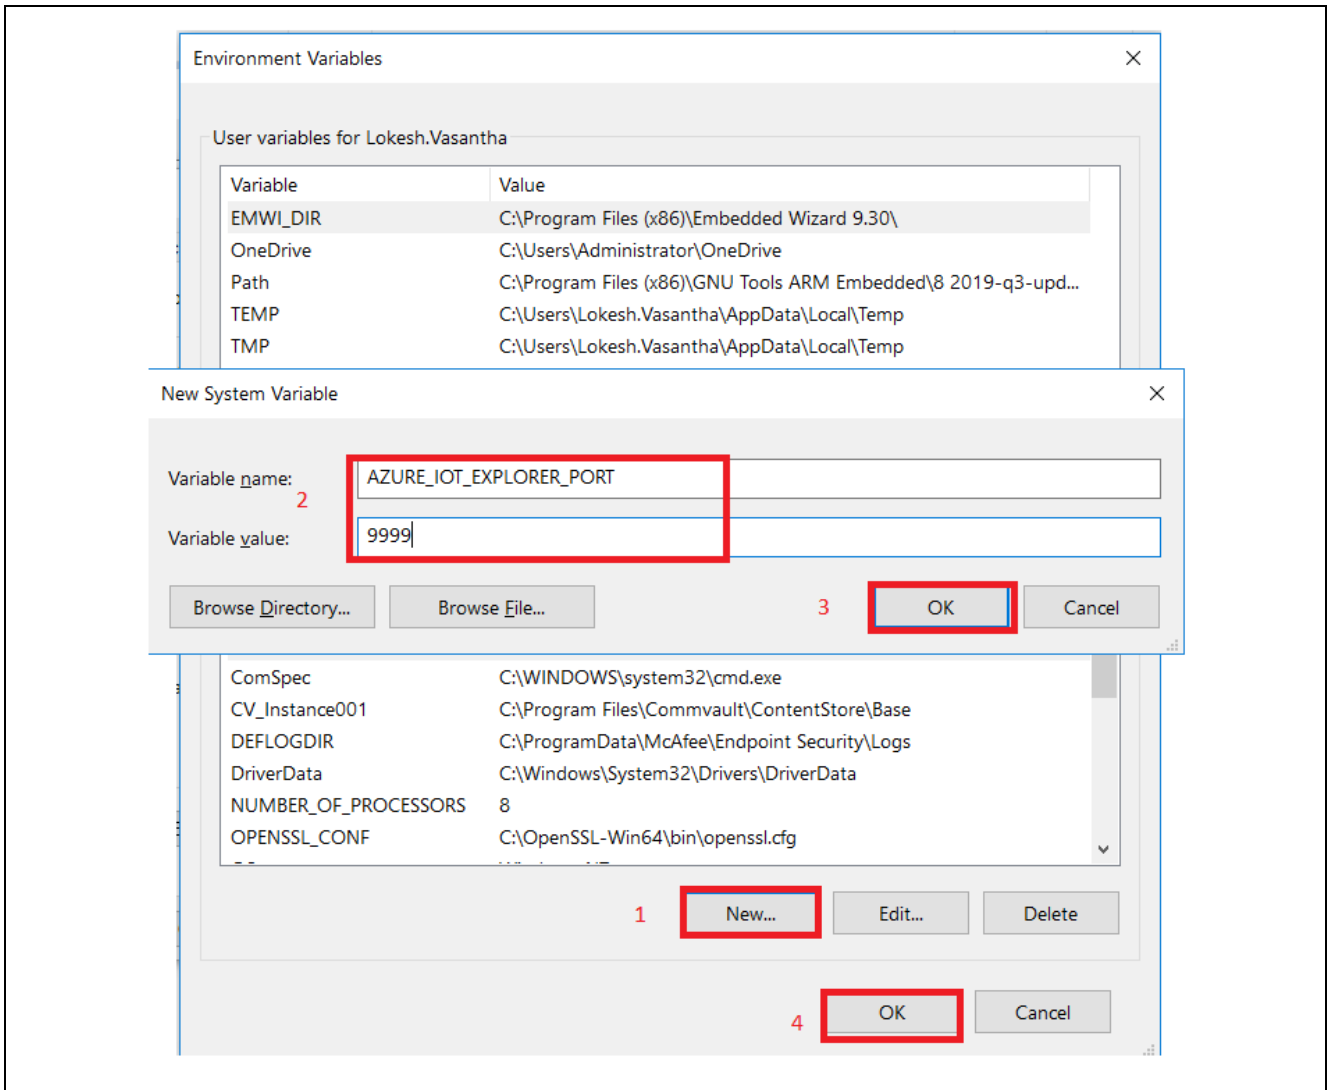 Environment Variables
User variables for Lokesh.Vasantha
Variable Value
EMWI_DIR C:\Program Files (x86)\Embedded Wizard 9.30\
OneDrive C:\Users\Administrator\OneDrive
Path C:\Program Files (x86)\GNU Tools ARM Embedded\8 2019-q3-upd...
TEMP C:\Users\Lokesh.Vasantha\AppData\Local\Temp
TMP C:\Users\Lokesh.Vasantha\AppData\Local\Temp
New System Variable
Variable name: AZURE_IOT_EXPLORER_PORT
2
Variable value: 9999
Browse Directory... Browse File... 3 OK Cancel
ComSpec C:\WINDOWS\system32\cmd.exe
CV_Instance001 C:\Program Files\Commvault\ContentStore\Base
DEFLOGDIR C:\ProgramData\McAfee\Endpoint Security\Logs
DriverData C:\Windows\System32\Drivers\DriverData
NUMBER_OF_PROCESSORS 8
OPENSSL_CONF C:\OpenSSL-Win64\bin\openssl.cfg
1 New... Edit... Delete
4 OK Cancel